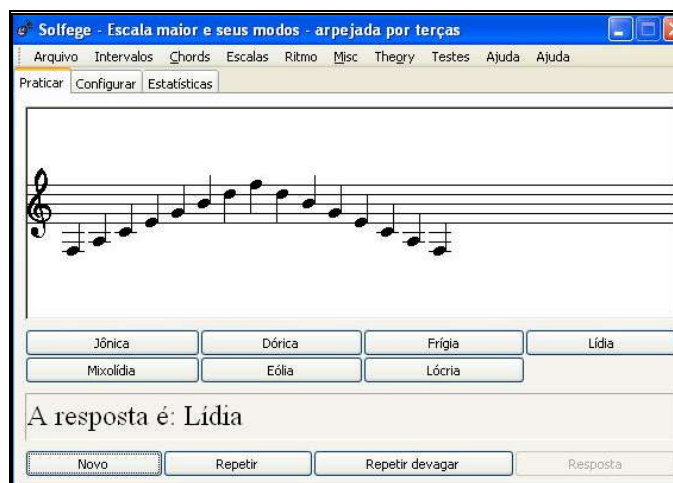 Solfege - Escala maior e seus modos - arpejada por terças
Arquivo Intervalos Chords Escalas Ritmo Misc Theory Testes Ajuda Ajuda
Praticar Configurar Estatísticas
Jônica Dórica Frígia Lídia
Mixolídia Eólia Lócria
A resposta é: Lídia
Novo Repetir Repetir devagar Resposta